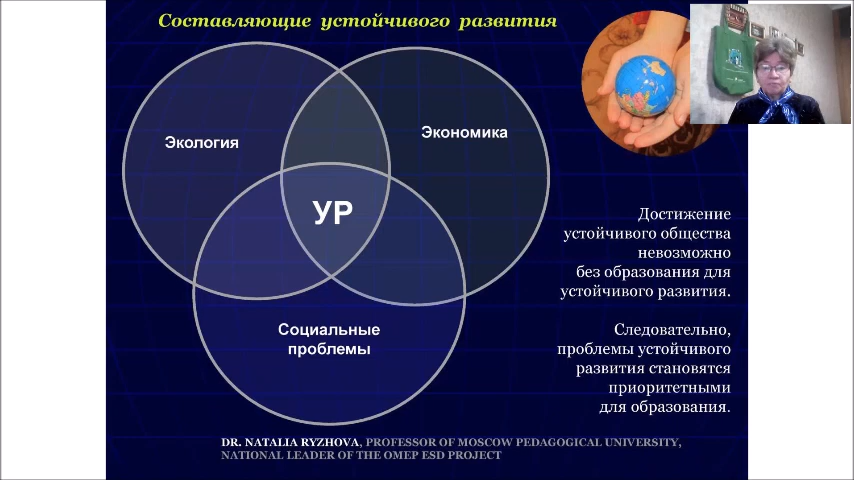 Составляющие устойчивого развития
Экология
Экономика
УР
Социальные
проблемы
Достижение
устойчивого общества
невозможно
без образования для
устойчивого развития.
Следовательно,
проблемы устойчивого
развития становятся
приоритетными
для образования.
DR. NATALIA RYZHOVA, PROFESSOR OF MOSCOW PEDAGOGICAL UNIVERSITY,
NATIONAL LEADER OF THE OMEP ESD PROJECT